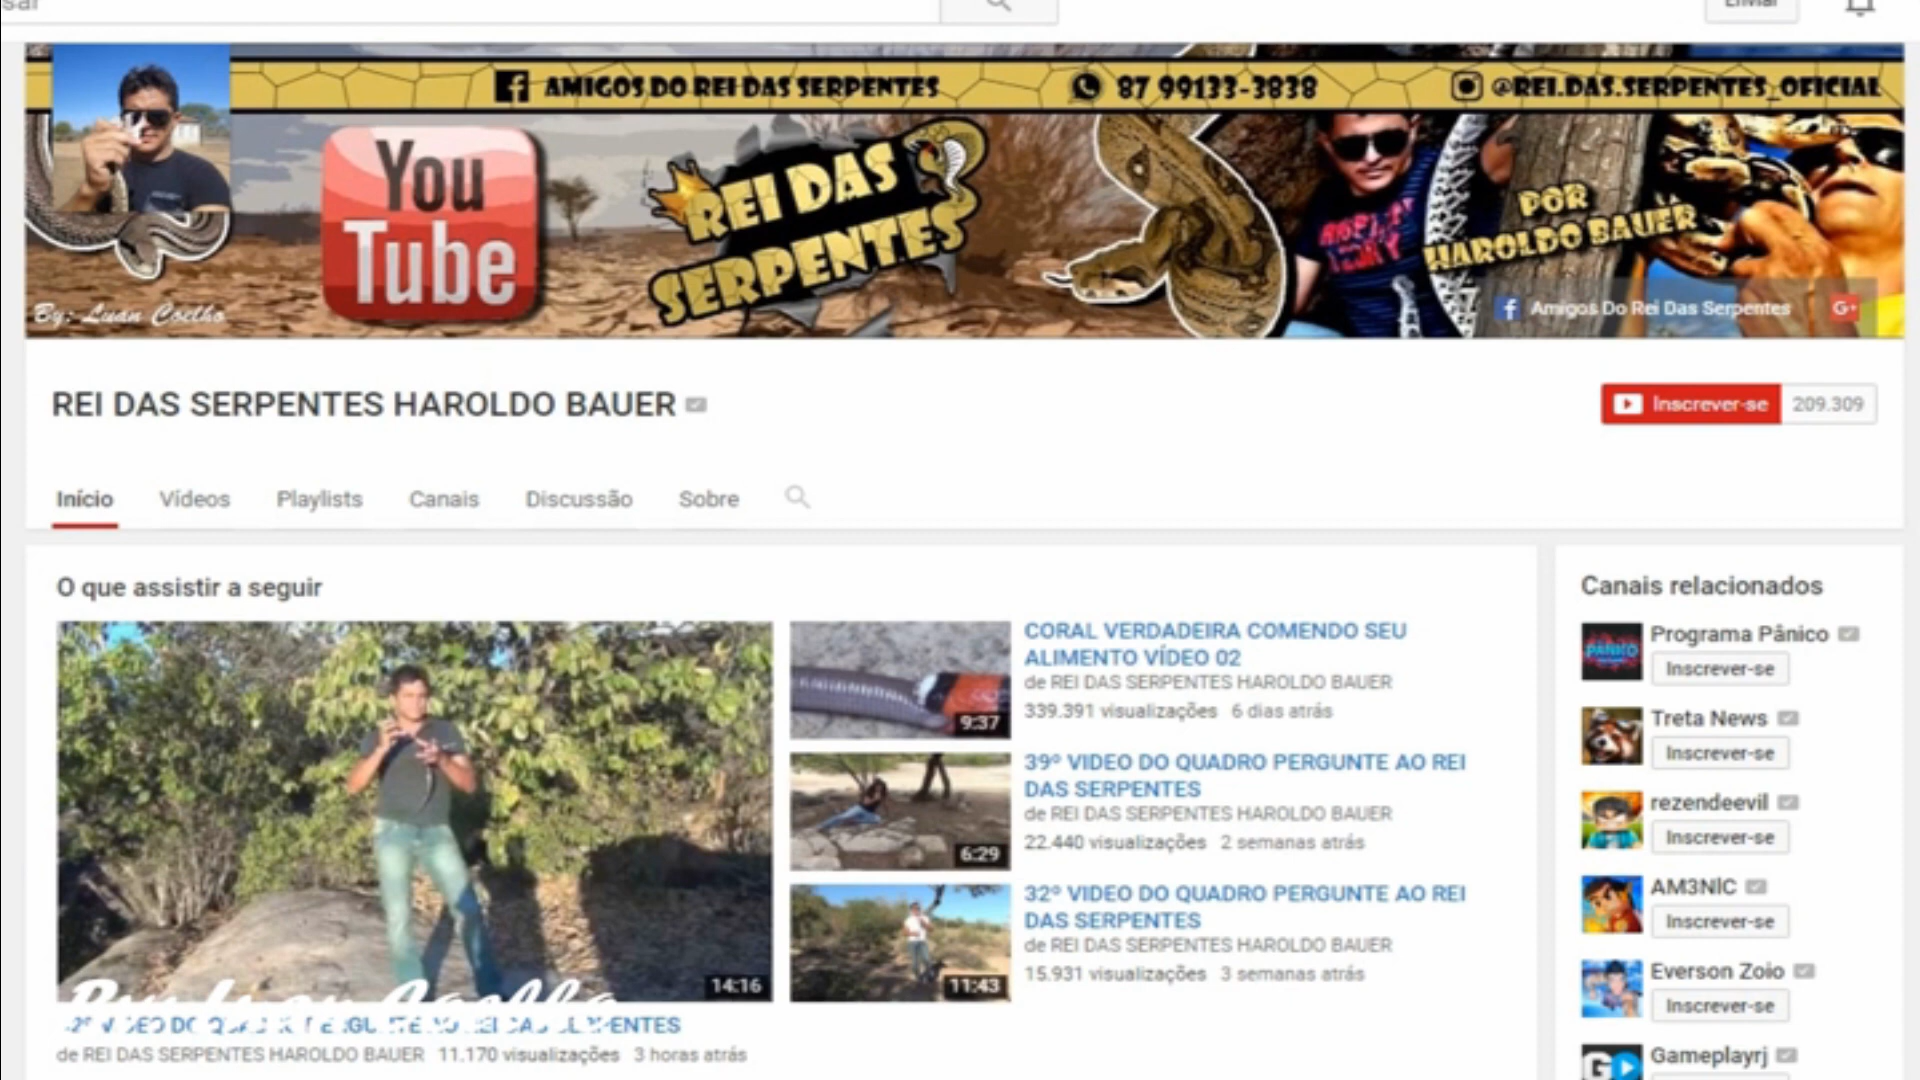 AMIGOS DO REI DAS SERPENTES
87 99133-3838
@REI.DAS.SERPENTES_OFICIAL
You
Tube
REI DAS
SERPENTES
POR
HAROLDO BAUER
By: Luan Coelho
Amigos Do Rei Das Serpentes
G+
REI DAS SERPENTES HAROLDO BAUER
Inscrever-se 209.309
Início Vídeos Playlists Canais Discussão Sobre
O que assistir a seguir
14:16
DAS SERPENTES
de REI DAS SERPENTES HAROLDO BAUER 11.170 visualizações 3 horas atrás
9:37
CORAL VERDADEIRA COMENDO SEU
ALIMENTO VÍDEO 02
de REI DAS SERPENTES HAROLDO BAUER
339.391 visualizações 6 dias atrás
6:29
39º VIDEO DO QUADRO PERGUNTE AO REI
DAS SERPENTES
de REI DAS SERPENTES HAROLDO BAUER
22.440 visualizações 2 semanas atrás
11:43
32º VIDEO DO QUADRO PERGUNTE AO REI
DAS SERPENTES
de REI DAS SERPENTES HAROLDO BAUER
15.931 visualizações 3 semanas atrás
Canais relacionados
PÂNICO
Programa Pânico
Inscrever-se
Treta News
Inscrever-se
rezendeevil
Inscrever-se
AM3NIC
Inscrever-se
Everson Zoio
Inscrever-se
Gameplayrj